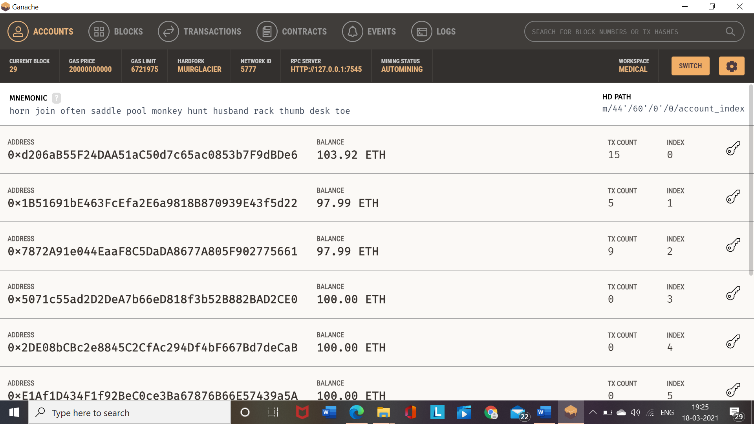 Ganache
ACCOUNTS BLOCKS TRANSACTIONS CONTRACTS EVENTS LOGS SEARCH FOR BLOCK NUMBERS OR TX HASHES
CURRENT BLOCK GAS PRICE GAS LIMIT HARDFORK NETWORK ID RPC SERVER MINING STATUS WORKSPACE SWITCH
29 20000000000 6721975 MUIRGLACIER 5777 HTTP://127.0.0.1:7545 AUTOMINING MEDICAL
MNEMONIC ? HD PATH
horn join often saddle pool monkey hunt husband rack thumb desk toe m/44'/60'/0'/0/account_index
ADDRESS BALANCE TX COUNT INDEX
0×d206aB55F24DAA51aC50d7c65ac0853b7F9dBDe6 103.92 ETH 15 0
ADDRESS BALANCE TX COUNT INDEX
0×1B51691bE463FcEfa2E6a9818B870939E43f5d22 97.99 ETH 5 1
ADDRESS BALANCE TX COUNT INDEX
0×7872A91e044EaaF8C5DaDA8677A805F902775661 97.99 ETH 9 2
ADDRESS BALANCE TX COUNT INDEX
0×5071c55ad2D2DeA7b66eD818f3b52B882BAD2CE0 100.00 ETH 0 3
ADDRESS BALANCE TX COUNT INDEX
0×2DE08bCBc2e8845C2CfAc294Df4bF667Bd7deCaB 100.00 ETH 0 4
ADDRESS BALANCE TX COUNT INDEX
0×E1Af1D434F1f92BeC0ce3Ba67876B66E57439a5A 100.00 ETH 0 5
Type here to search 22 ENG 19:25
18-03-2021 29